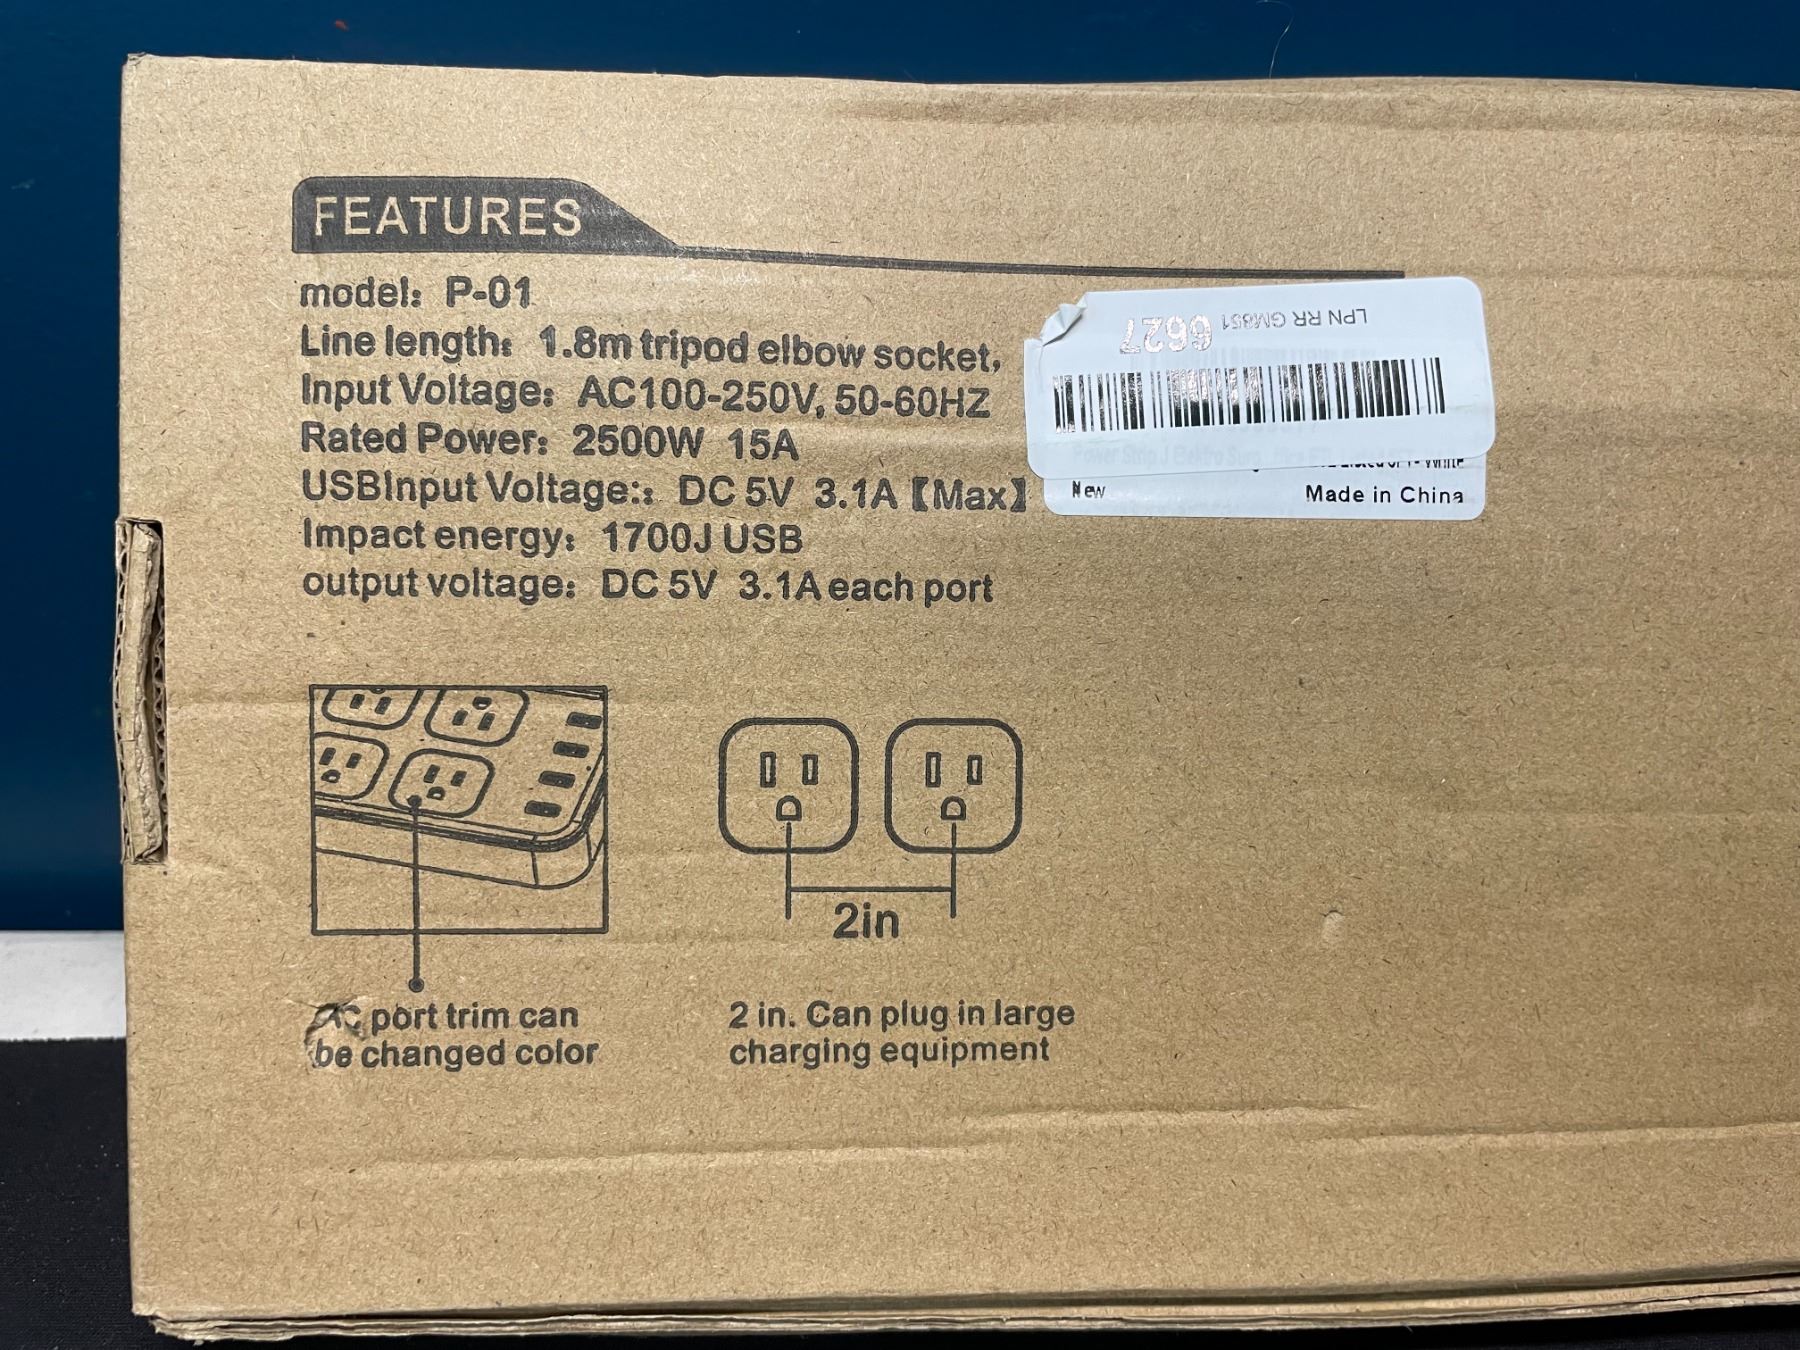 FEATURES
model: P-01
Line length: 1.8m tripod elbow socket,
Input Voltage: AC100-250V, 50-60HZ
Rated Power: 2500W 15A
USBInput Voltage:: DC 5V 3.1A【Max】
Impact energy: 1700J USB
output voltage: DC 5V 3.1A each port
LPN RR GM851 6627
White
New
Made in China
2in
AC port trim can
be changed color
2 in. Can plug in large
charging equipment